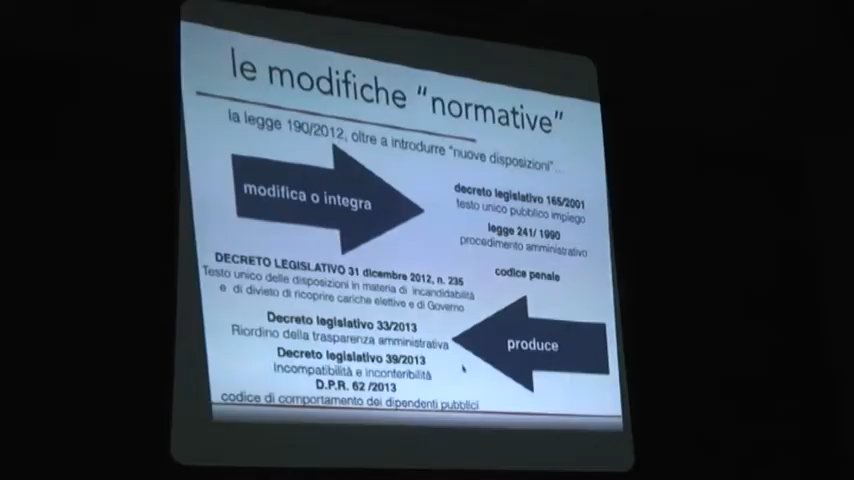 le modifiche "normative"
la legge 190/2012, oltre a introdurre "nuove disposizioni"...
modifica o integra
decreto legislativo 165/2001
testo unico pubblico impiego
legge 241/ 1990
procedimento amministrativo
codice penale
DECRETO LEGISLATIVO 31 dicembre 2012, n. 235
Testo unico delle disposizioni in materia di incandidabilità
e di divieto di ricoprire cariche elettive e di Governo
Decreto legislativo 33/2013
Riordino della trasparenza amministrativa
Decreto legislativo 39/2013
Incompatibilità e inconferibilità
D.P.R. 62 /2013
codice di comportamento dei dipendenti pubblici
produce